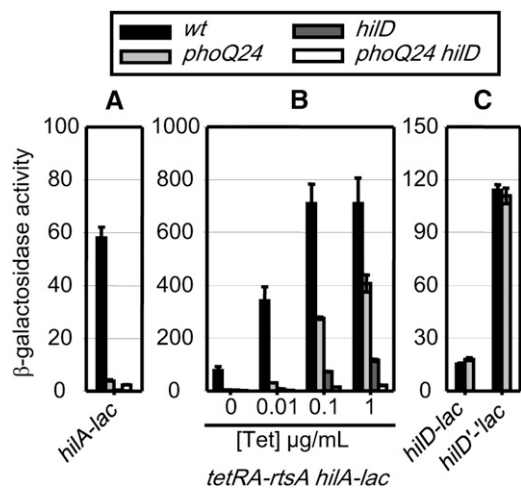 wt hilD
phoQ24 phoQ24 hilD
A B C
β-galactosidase activity
100 1000 150
80 800 120
60 600 90
40 400 60
20 200 30
0 0 0
0 0.01 0.1 1
hilA-lac
[Tet] µg/mL
tetRA-rtsA hilA-lac
hilD-lac
hilD'-'lac